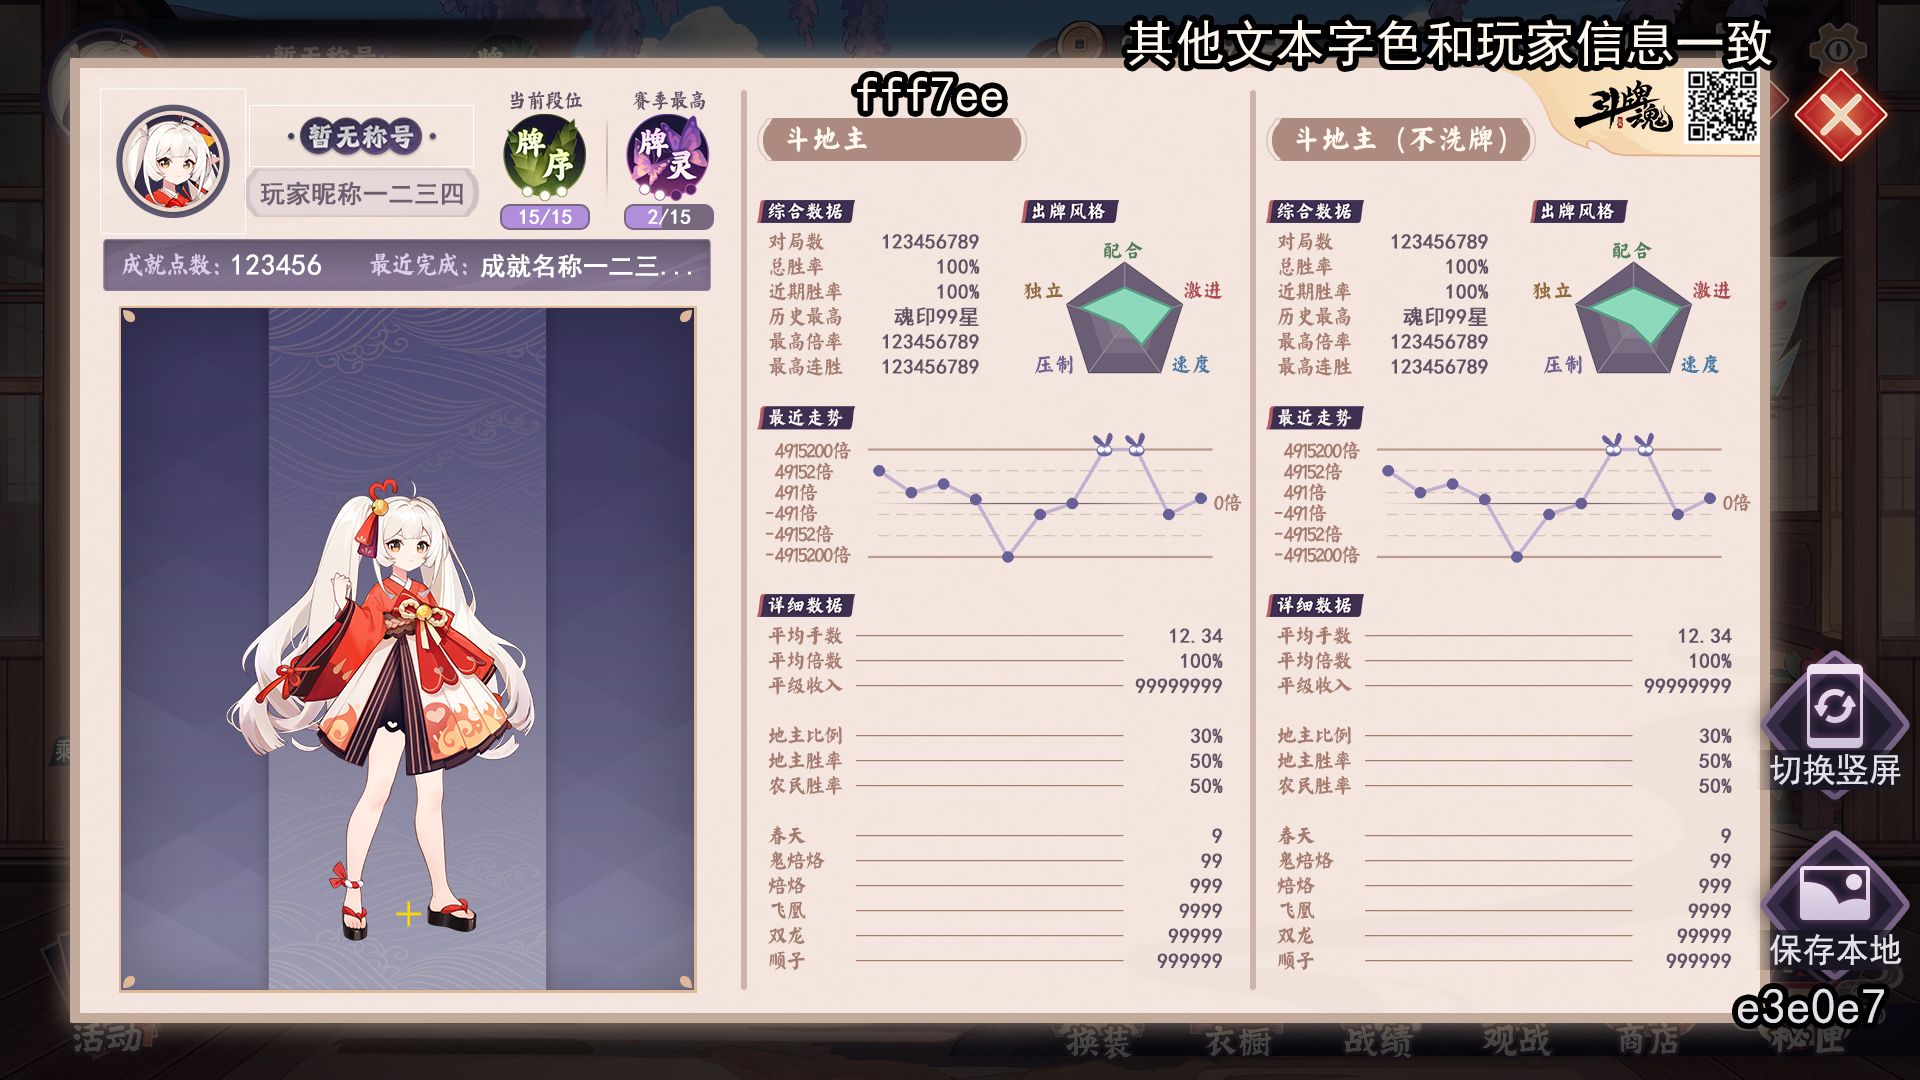 其他文本字色和玩家信息一致
fff7ee
斗牌魂
当前段位
赛季最高
牌序
牌灵
15/15
2/15
·暂无称号·
玩家昵称一二三四
成就点数：123456
最近完成：成就名称一二三...
斗地主
综合数据
出牌风格
对局数 123456789
总胜率 100%
近期胜率 100%
历史最高 魂印99星
最高倍率 123456789
最高连胜 123456789
配合
独立
激进
压制
速度
最近走势
4915200倍
49152倍
491倍
-491倍
-49152倍
-4915200倍
0倍
详细数据
平均手数 12.34
平均倍数 100%
平级收入 99999999
地主比例 30%
地主胜率 50%
农民胜率 50%
春天 9
鬼焙烙 99
焙烙 999
飞凰 9999
双龙 99999
顺子 999999
斗地主（不洗牌）
综合数据
出牌风格
对局数 123456789
总胜率 100%
近期胜率 100%
历史最高 魂印99星
最高倍率 123456789
最高连胜 123456789
配合
独立
激进
压制
速度
最近走势
4915200倍
49152倍
491倍
-491倍
-49152倍
-4915200倍
0倍
详细数据
平均手数 12.34
平均倍数 100%
平级收入 99999999
地主比例 30%
地主胜率 50%
农民胜率 50%
春天 9
鬼焙烙 99
焙烙 999
飞凰 9999
双龙 99999
顺子 999999
切换竖屏
保存本地
e3e0e7
活动
换装
衣橱
战绩
观战
商店
秘匣